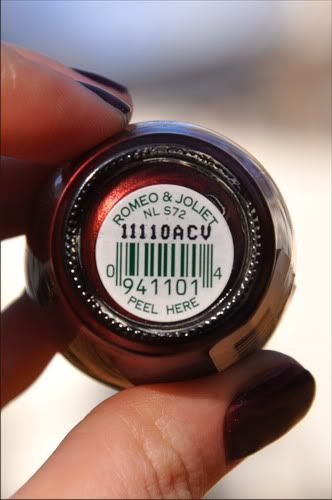 ROMEO & JOLIET
NL S72
11110ACV
0 941101 4
PEEL HERE